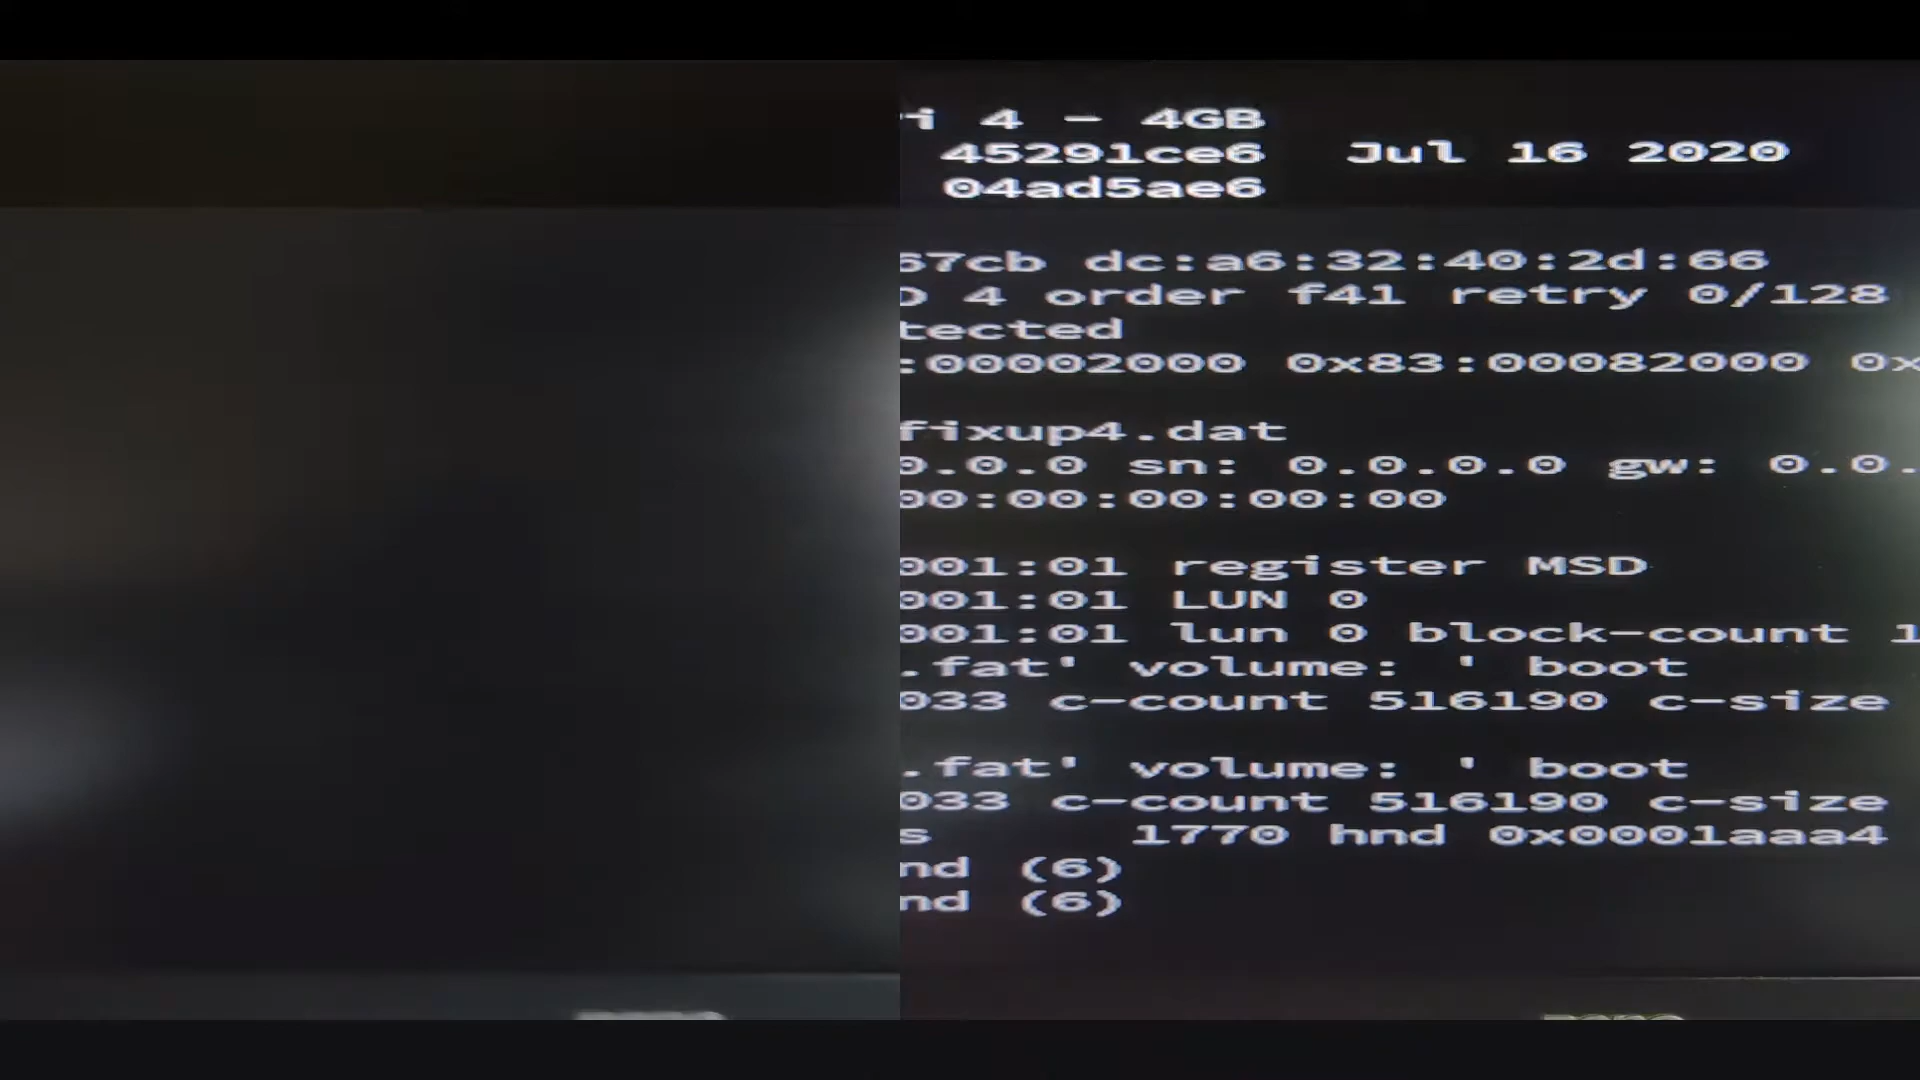 4 - 4GB
45291ce6 Jul 16 2020
04ad5ae6
67cb dc:a6:32:40:2d:66
4 order f41 retry 0/128
tected
:00002000 0x83:00082000 0x
fixup4.dat
0.0.0 sn: 0.0.0.0 gw: 0.0.
00:00:00:00:00
001:01 register MSD
001:01 LUN 0
001:01 lun 0 block-count 1
.fat' volume: ' boot
033 c-count 516190 c-size
.fat' volume: ' boot
033 c-count 516190 c-size
s 1770 hnd 0x0001aaa4
nd (6)
nd (6)